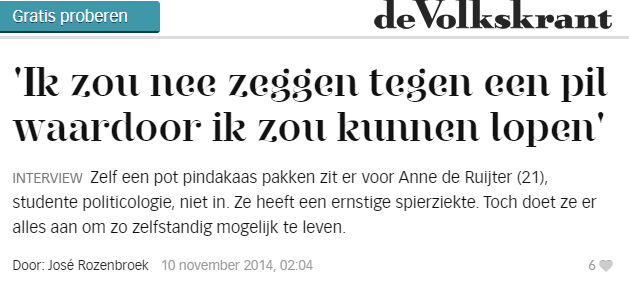 Gratis proberen
deVolkskrant
'Ik zou nee zeggen tegen een pil
waardoor ik zou kunnen lopen'
INTERVIEW Zelf een pot pindakaas pakken zit er voor Anne de Ruijter (21),
studente politicologie, niet in. Ze heeft een ernstige spierziekte. Toch doet ze er
alles aan om zo zelfstandig mogelijk te leven.
Door: José Rozenbroek 10 november 2014, 02:04 6